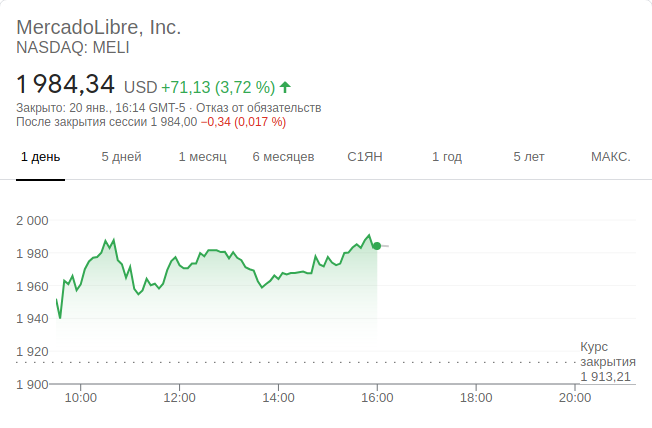 MercadoLibre, Inc.
NASDAQ: MELI
1 984,34 USD +71,13 (3,72 %)
Закрыто: 20 янв., 16:14 GMT-5 · Отказ от обязательств
После закрытия сессии 1 984,00 −0,34 (0,017 %)
1 день 5 дней 1 месяц 6 месяцев С1ЯН 1 год 5 лет МАКС.
2 000
1 980
1 960
1 940
1 920
1 900
Курс
закрытия
1 913,21
10:00 12:00 14:00 16:00 18:00 20:00